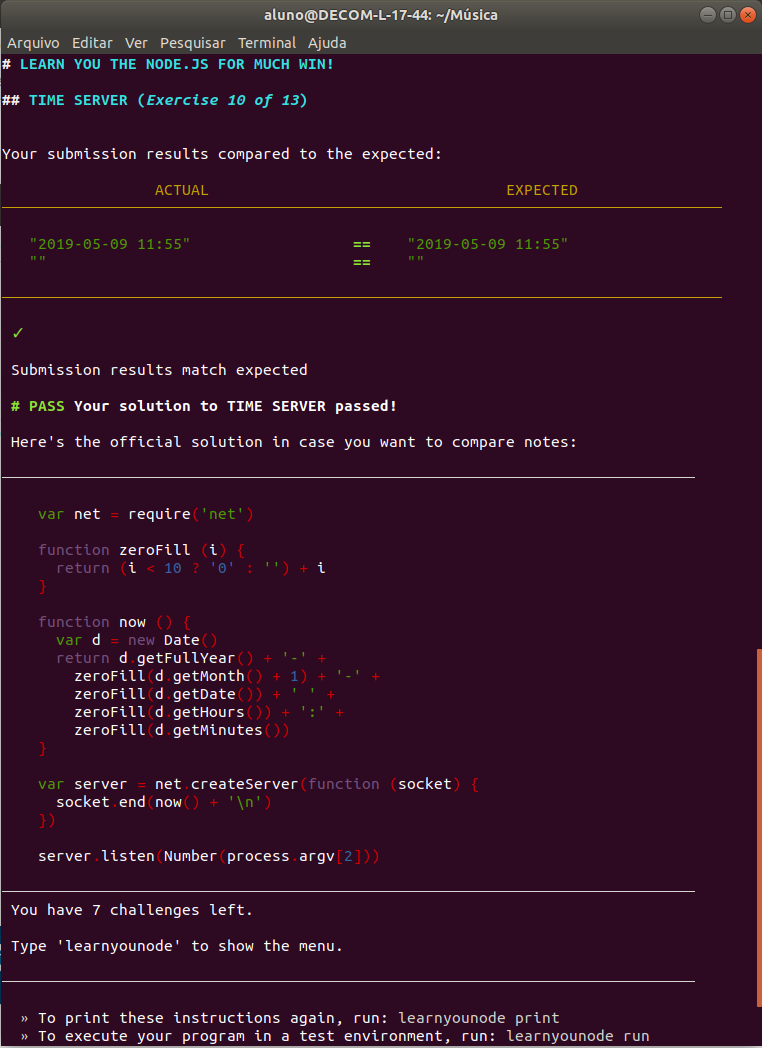 aluno@DECOM-L-17-44: ~/Música
Arquivo Editar Ver Pesquisar Terminal Ajuda
# LEARN YOU THE NODE.JS FOR MUCH WIN!
## TIME SERVER (Exercise 10 of 13)
Your submission results compared to the expected:
ACTUAL EXPECTED
"2019-05-09 11:55" == "2019-05-09 11:55"
"" == ""
✓
Submission results match expected
# PASS Your solution to TIME SERVER passed!
Here's the official solution in case you want to compare notes:
var net = require('net')
function zeroFill (i) {
return (i < 10 ? '0' : '') + i
}
function now () {
var d = new Date()
return d.getFullYear() + '-' +
zeroFill(d.getMonth() + 1) + '-' +
zeroFill(d.getDate()) + ' ' +
zeroFill(d.getHours()) + ':' +
zeroFill(d.getMinutes())
}
var server = net.createServer(function (socket) {
socket.end(now() + '\n')
})
server.listen(Number(process.argv[2]))
You have 7 challenges left.
Type 'learnyounode' to show the menu.
» To print these instructions again, run: learnyounode print
» To execute your program in a test environment, run: learnyounode run